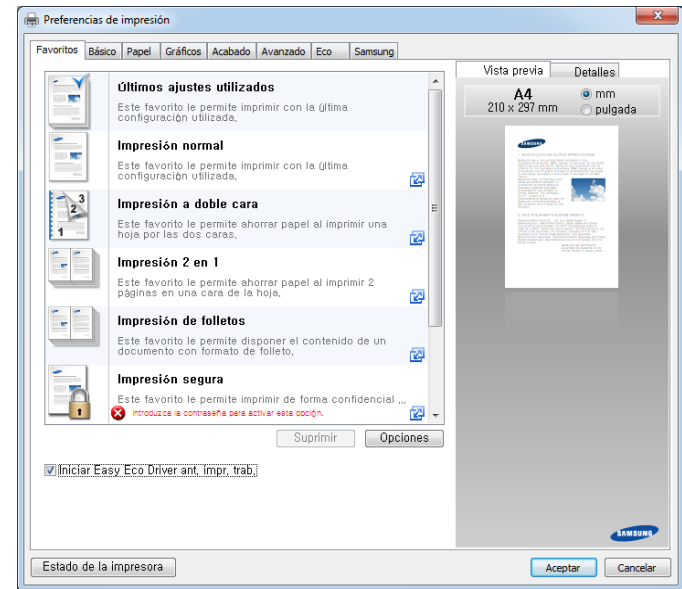 Preferencias de impresión
Favoritos Básico Papel Gráficos Acabado Avanzado Eco Samsung
Últimos ajustes utilizados
Este favorito le permite imprimir con la última
configuración utilizada.
Impresión normal
Este favorito le permite imprimir con la última
configuración utilizada.
3
2
1
Impresión a doble cara
Este favorito le permite ahorrar papel al imprimir una
hoja por las dos caras.
Impresión 2 en 1
Este favorito le permite ahorrar papel al imprimir 2
páginas en una cara de la hoja.
Impresión de folletos
Este favorito le permite disponer el contenido de un
documento con formato de folleto.
Impresión segura
Este favorito le permite imprimir de forma confidencial ...
Introduzca la contraseña para activar esta opción.
Suprimir Opciones
Iniciar Easy Eco Driver ant. impr. trab.
Vista previa Detalles
A4
210 x 297 mm
mm
pulgada
SAMSUNG
SAMSUNG
Estado de la impresora
Aceptar Cancelar